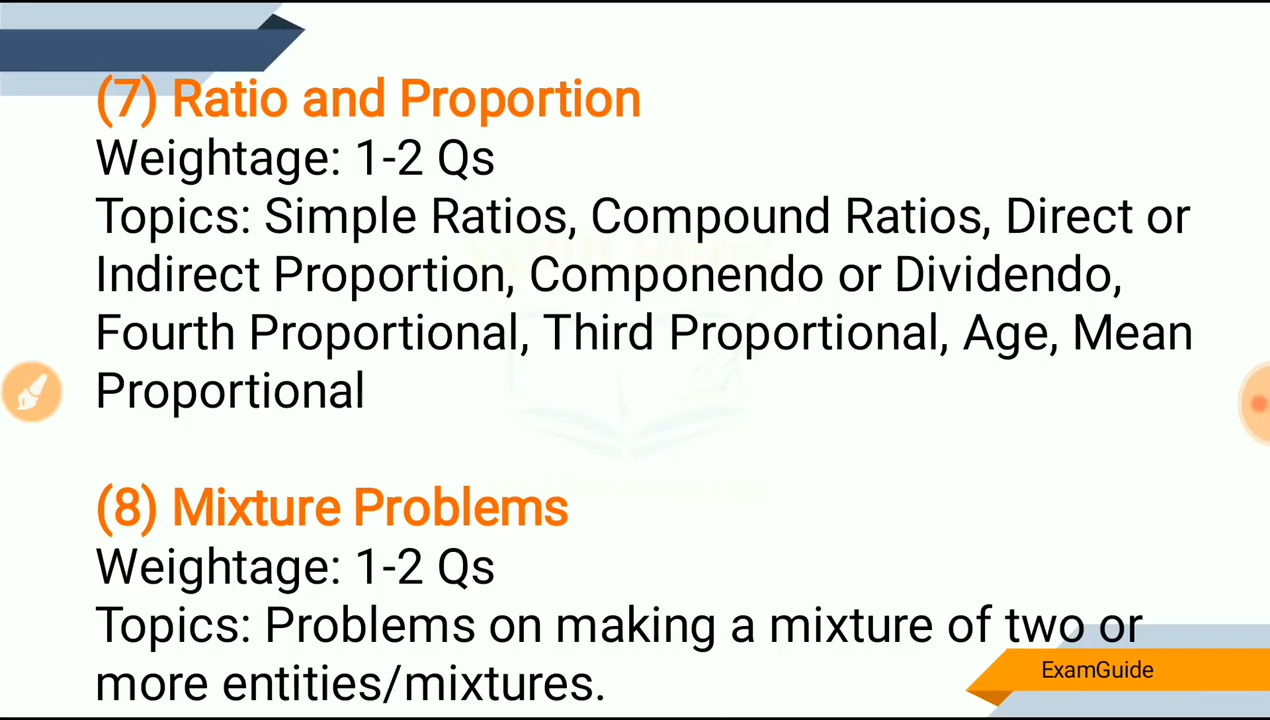 (7) Ratio and Proportion
Weightage: 1-2 Qs
Topics: Simple Ratios, Compound Ratios, Direct or
Indirect Proportion, Componendo or Dividendo,
Fourth Proportional, Third Proportional, Age, Mean
Proportional
(8) Mixture Problems
Weightage: 1-2 Qs
Topics: Problems on making a mixture of two or
more entities/mixtures.
ExamGuide